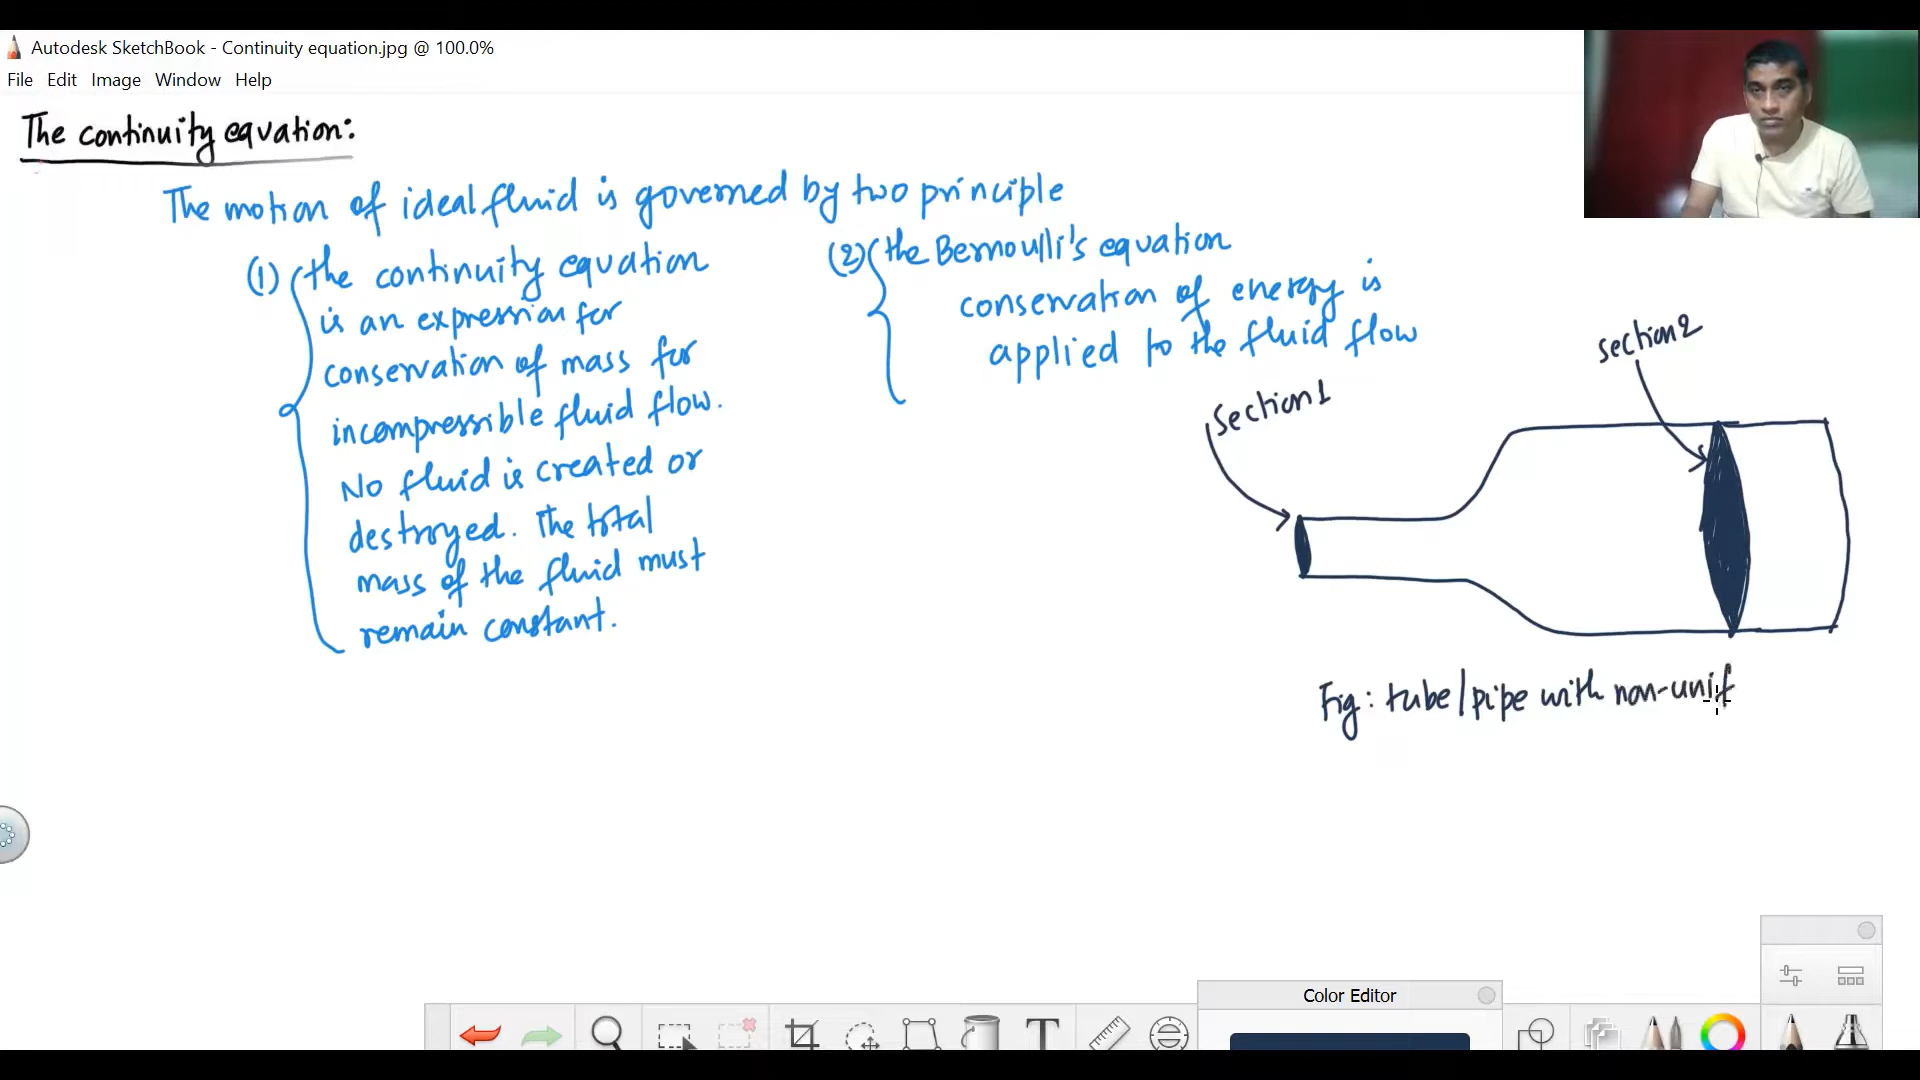 Autodesk SketchBook - Continuity equation.jpg @ 100.0%
File Edit Image Window Help
The continuity equation:
The motion of ideal fluid is governed by two principle
(1) the continuity equation
is an expression for
conservation of mass for
incompressible fluid flow.
No fluid is created or
destroyed. The total
mass of the fluid must
remain constant.
(2) the Bernoulli's equation
conservation of energy is
applied to the fluid flow
section1
section2
Fig: tube/pipe with non-unif
Color Editor
T